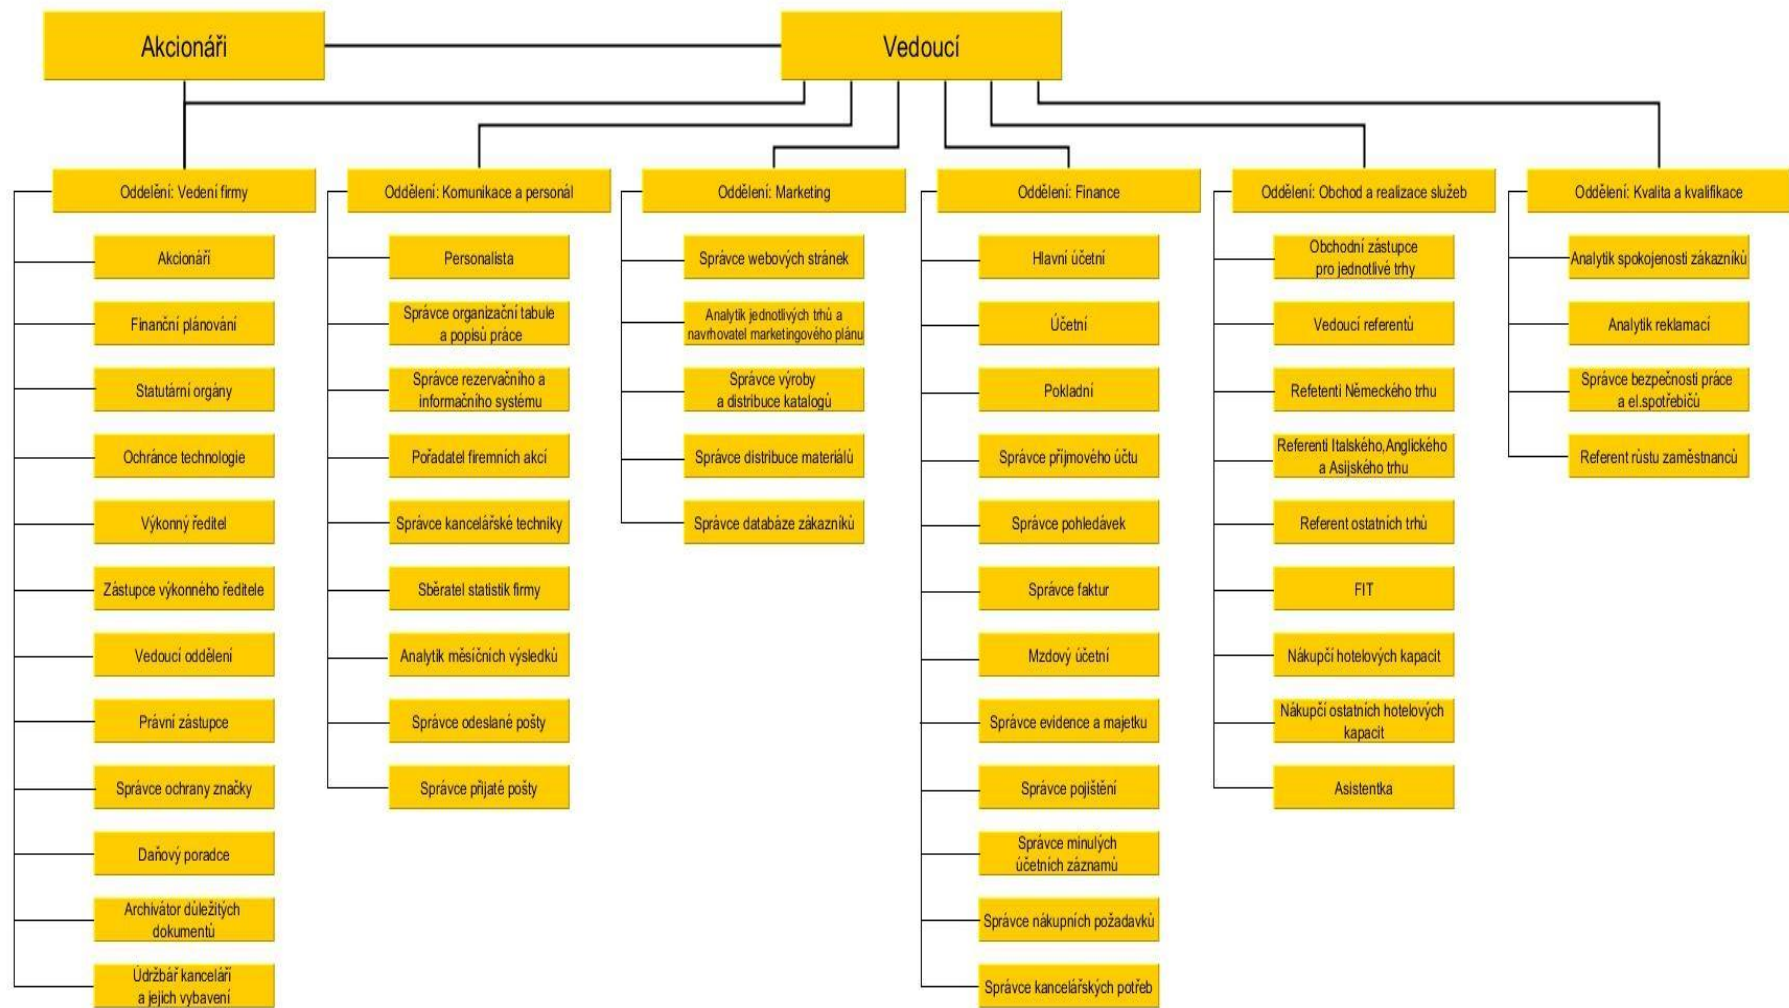 Akcionáři
Vedoucí
Oddelění: Vedení firmy
Akcionáři
Finanční plánování
Statutární orgány
Ochránce technologie
Výkonný ředitel
Zástupce výkonného ředitele
Vedoucí oddělení
Právní zástupce
Správce ochrany značky
Daňový poradce
Archivátor důležitých
dokumentů
Údržbář kanceláří
a jejich vybavení
Oddělení: Komunikace a personál
Personalista
Správce organizační tabule
a popisů práce
Správce rezervačního a
informačního systému
Pořadatel firemních akcí
Správce kancelářské techniky
Sběratel statistik firmy
Analytik měsíčních výsledků
Správce odeslané pošty
Správce přijaté pošty
Oddělení: Marketing
Správce webových stránek
Analytik jednotlivých trhů a
navrhovatel marketingového plánu
Správce výroby
a distribuce katalogů
Správce distribuce materiálů
Správce databáze zákazníků
Oddělení: Finance
Hlavní účetní
Účetní
Pokladní
Správce příjmového účtu
Správce pohledávek
Správce faktur
Mzdový účetní
Správce evidence a majetku
Správce pojištění
Správce minulých
účetních záznamů
Správce nákupních požadavků
Správce kancelářských potřeb
Oddělení: Obchod a realizace služeb
Obchodní zástupce
pro jednotlivé trhy
Vedoucí referentů
Refetenti Německého trhu
Referenti Italského,Anglického
a Asijského trhu
Referent ostatních trhů
FIT
Nákupčí hotelových kapacit
Nákupčí ostatních hotelových
kapacit
Asistentka
Oddělení: Kvalita a kvalifikace
Analytik spokojenosti zákazníků
Analytik reklamací
Správce bezpečnosti práce
a el.spotřebičů
Referent růstu zaměstnanců